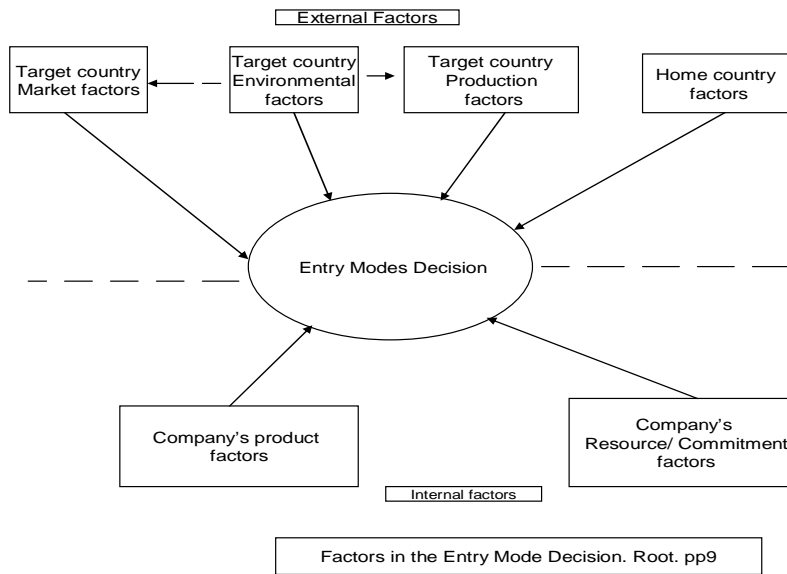 External Factors
Target country
Market factors
Target country
Environmental
factors
Target country
Production
factors
Home country
factors
Entry Modes Decision
Company’s product
factors
Company’s
Resource/ Commitment
factors
Internal factors
Factors in the Entry Mode Decision. Root. pp9